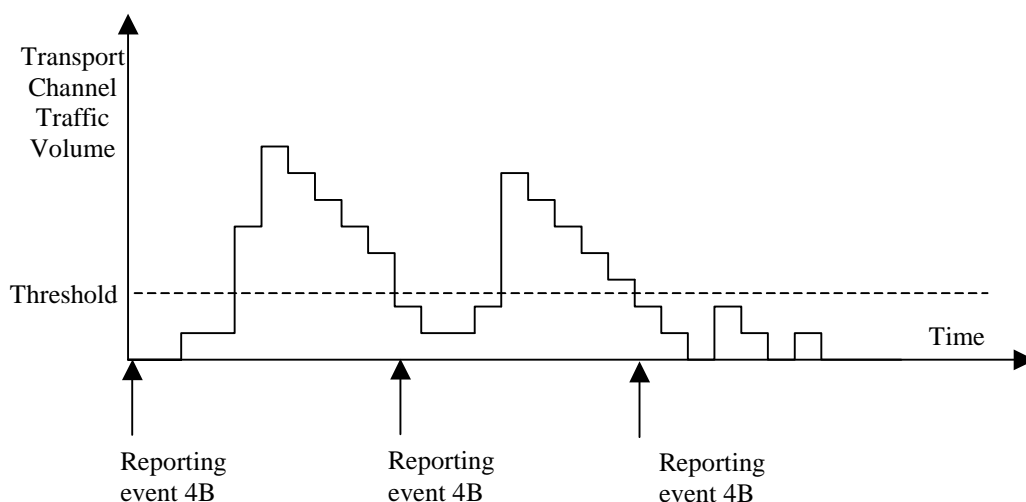 Transport
Channel
Traffic
Volume
Threshold
Time
Reporting
event 4B
Reporting
event 4B
Reporting
event 4B